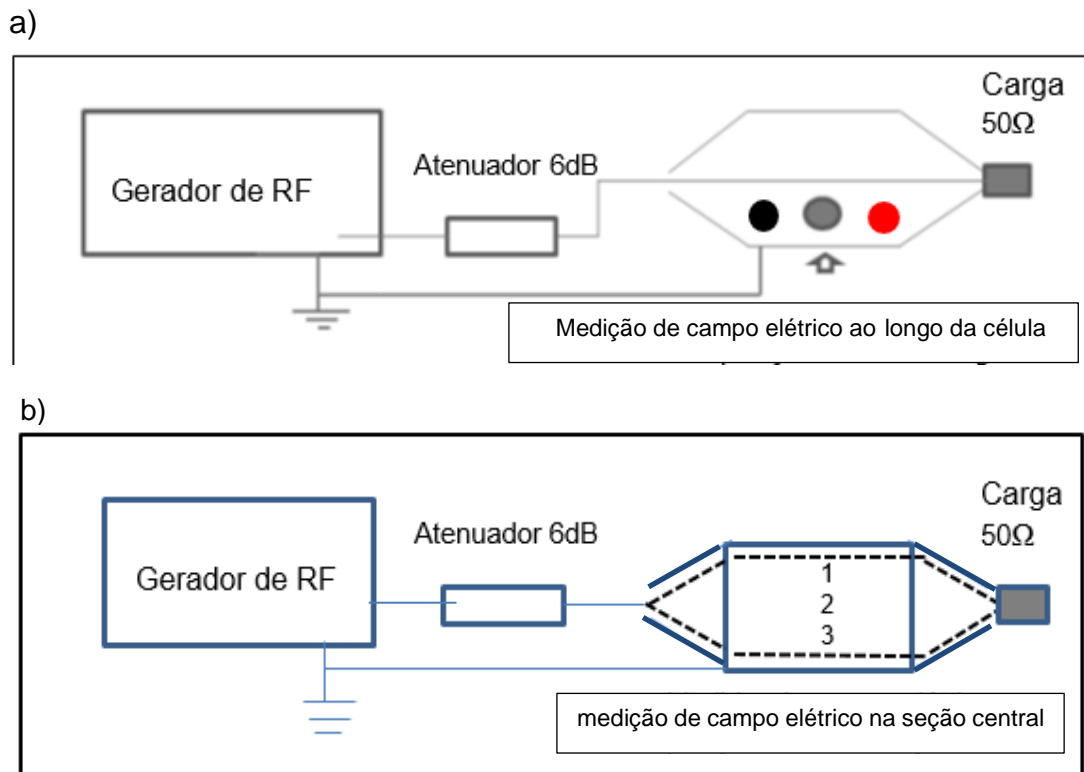 a)
Carga
50Ω
Atenuador 6dB
Gerador de RF
Medição de campo elétrico ao longo da célula
b)
Carga
50Ω
Atenuador 6dB
Gerador de RF
1
2
3
medição de campo elétrico na seção central